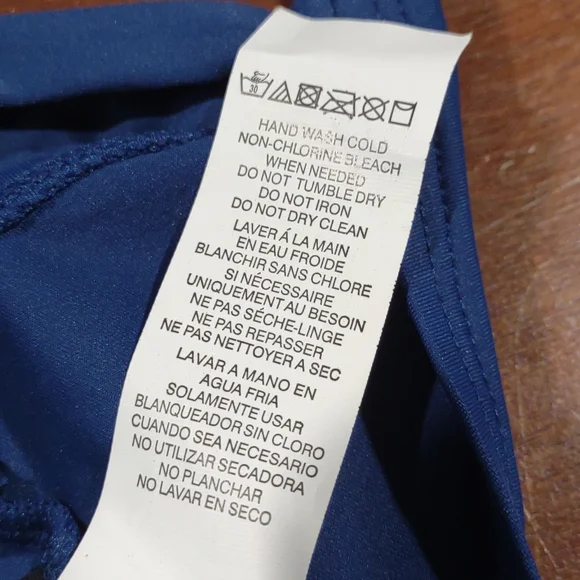 30
HAND WASH COLD
NON-CHLORINE BLEACH
WHEN NEEDED
DO NOT TUMBLE DRY
DO NOT IRON
DO NOT DRY CLEAN
LAVER Á LA MAIN
EN EAU FROIDE
BLANCHIR SANS CHLORE
SI NÉCESSAIRE
UNIQUEMENT AU BESOIN
NE PAS SÉCHE-LINGE
NE PAS REPASSER
NE PAS NETTOYER A SEC
LAVAR A MANO EN
AGUA FRIA
SOLAMENTE USAR
BLANQUEADOR SIN CLORO
CUANDO SEA NECESARIO
NO UTILIZAR SECADORA
NO PLANCHAR
NO LAVAR EN SECO